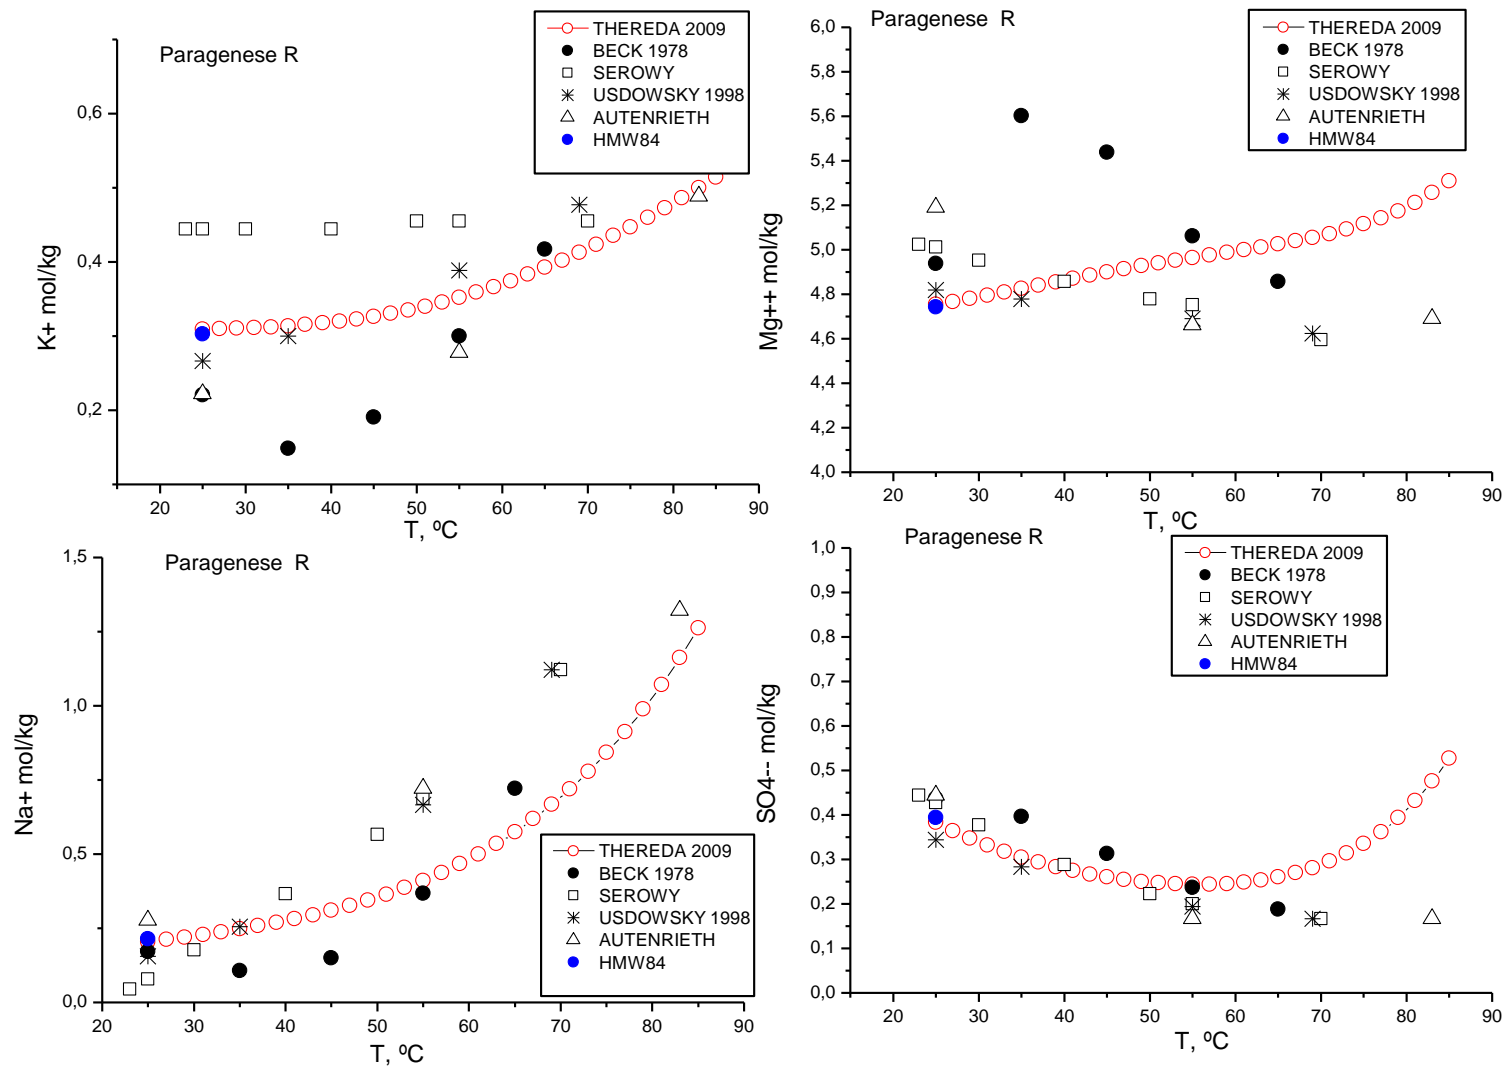 Paragenese R
THEREDA 2009
BECK 1978
SEROWY
USDOWSKY 1998
AUTENRIETH
HMW84
0,6
0,4
0,2
K+ mol/kg
20 30 40 50 60 70 80 90
T, ºC
Paragenese R
THEREDA 2009
BECK 1978
SEROWY
USDOWSKY 1998
AUTENRIETH
HMW84
6,0
5,8
5,6
5,4
5,2
5,0
4,8
4,6
4,4
4,2
4,0
Mg++ mol/kg
20 30 40 50 60 70 80 90
T, ºC
Paragenese R
1,5
1,0
0,5
0,0
Na+ mol/kg
THEREDA 2009
BECK 1978
SEROWY
USDOWSKY 1998
AUTENRIETH
HMW84
20 30 40 50 60 70 80 90
T, ºC
Paragenese R
THEREDA 2009
BECK 1978
SEROWY
USDOWSKY 1998
AUTENRIETH
HMW84
1,0
0,9
0,8
0,7
0,6
0,5
0,4
0,3
0,2
0,1
0,0
SO4-- mol/kg
20 30 40 50 60 70 80 90
T, ºC